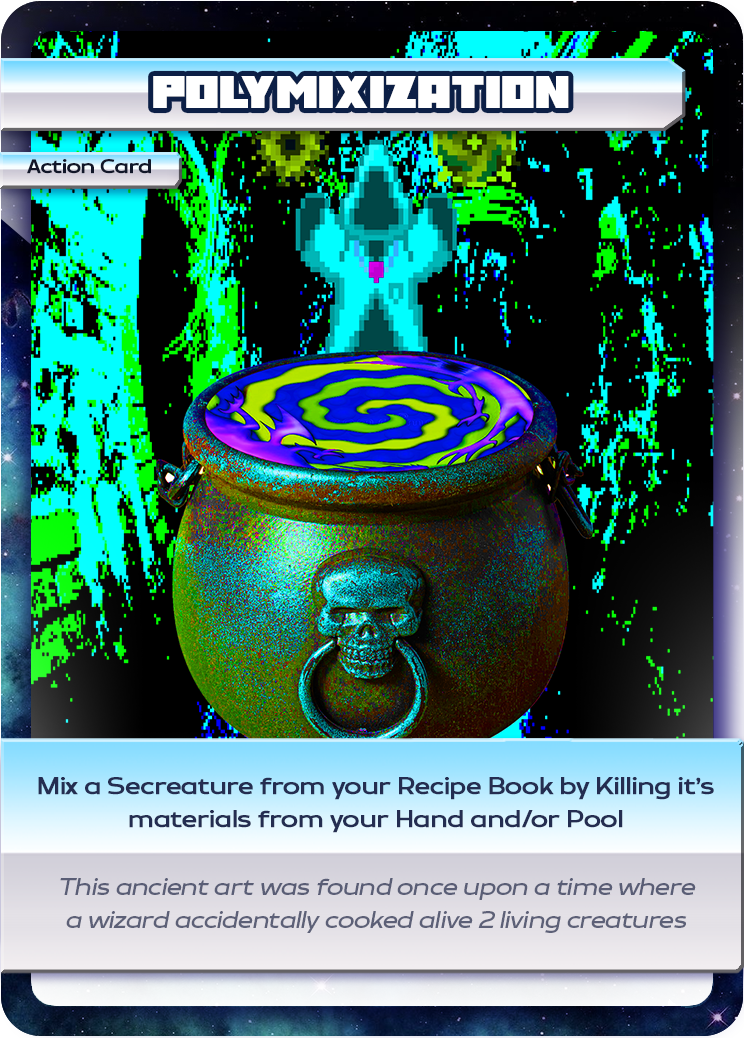 POLYMIXIZATION
Action Card
Mix a Secreature from your Recipe Book by Killing it's
materials from your Hand and/or Pool
This ancient art was found once upon a time where
a wizard accidentally cooked alive 2 living creatures